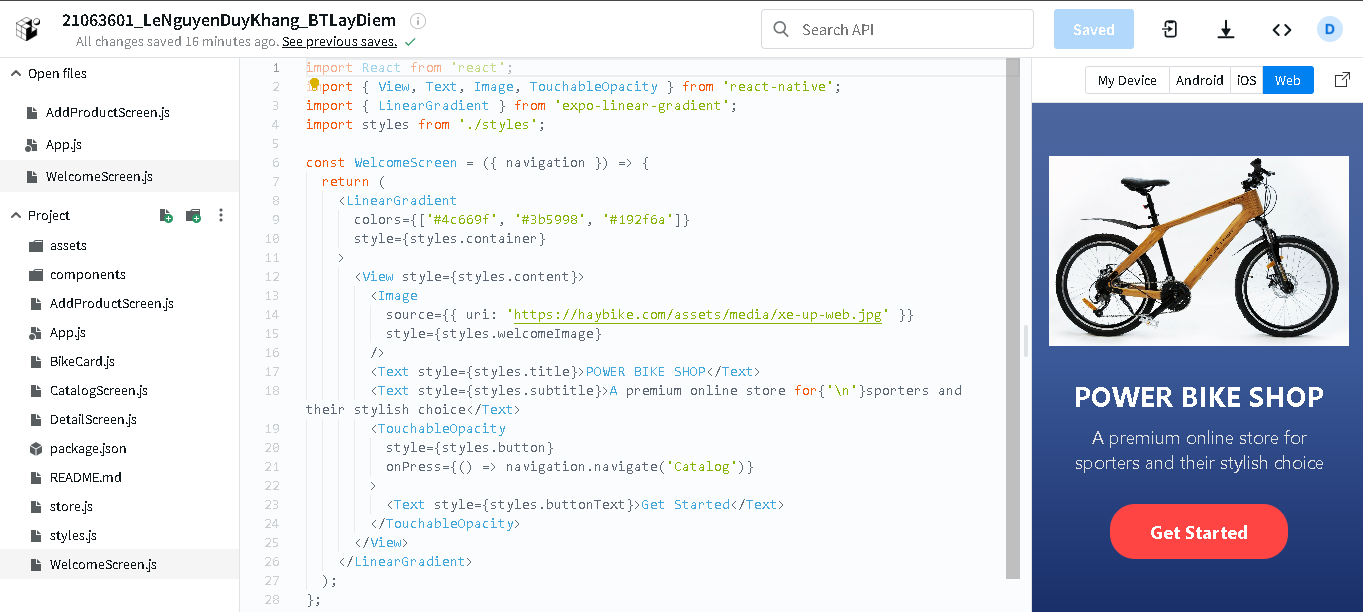 21063601_LeNguyenDuyKhang_BTLayDiem
All changes saved 16 minutes ago. See previous saves.
Search API
Saved
D
Open files
AddProductScreen.js
App.js
WelcomeScreen.js
Project
assets
components
AddProductScreen.js
App.js
BikeCard.js
CatalogScreen.js
DetailScreen.js
package.json
README.md
store.js
styles.js
WelcomeScreen.js
1 import React from 'react';
2 import { View, Text, Image, TouchableOpacity } from 'react-native';
3 import { LinearGradient } from 'expo-linear-gradient';
4 import styles from './styles';
5
6 const WelcomeScreen = ({ navigation }) => {
7   return (
8     <LinearGradient
9       colors={['#4c669f', '#3b5998', '#192f6a']}
10       style={styles.container}
11     >
12       <View style={styles.content}>
13         <Image
14           source={{ uri: 'https://haybike.com/assets/media/xe-up-web.jpg' }}
15           style={styles.welcomeImage}
16         />
17         <Text style={styles.title}>POWER BIKE SHOP</Text>
18         <Text style={styles.subtitle}>A premium online store for{'\n'}sporters and
their stylish choice</Text>
19         <TouchableOpacity
20           style={styles.button}
21           onPress={() => navigation.navigate('Catalog')}
22         >
23           <Text style={styles.buttonText}>Get Started</Text>
24         </TouchableOpacity>
25       </View>
26     </LinearGradient>
27   );
28 };
My Device Android iOS Web
POWER BIKE SHOP
A premium online store for
sporters and their stylish choice
Get Started